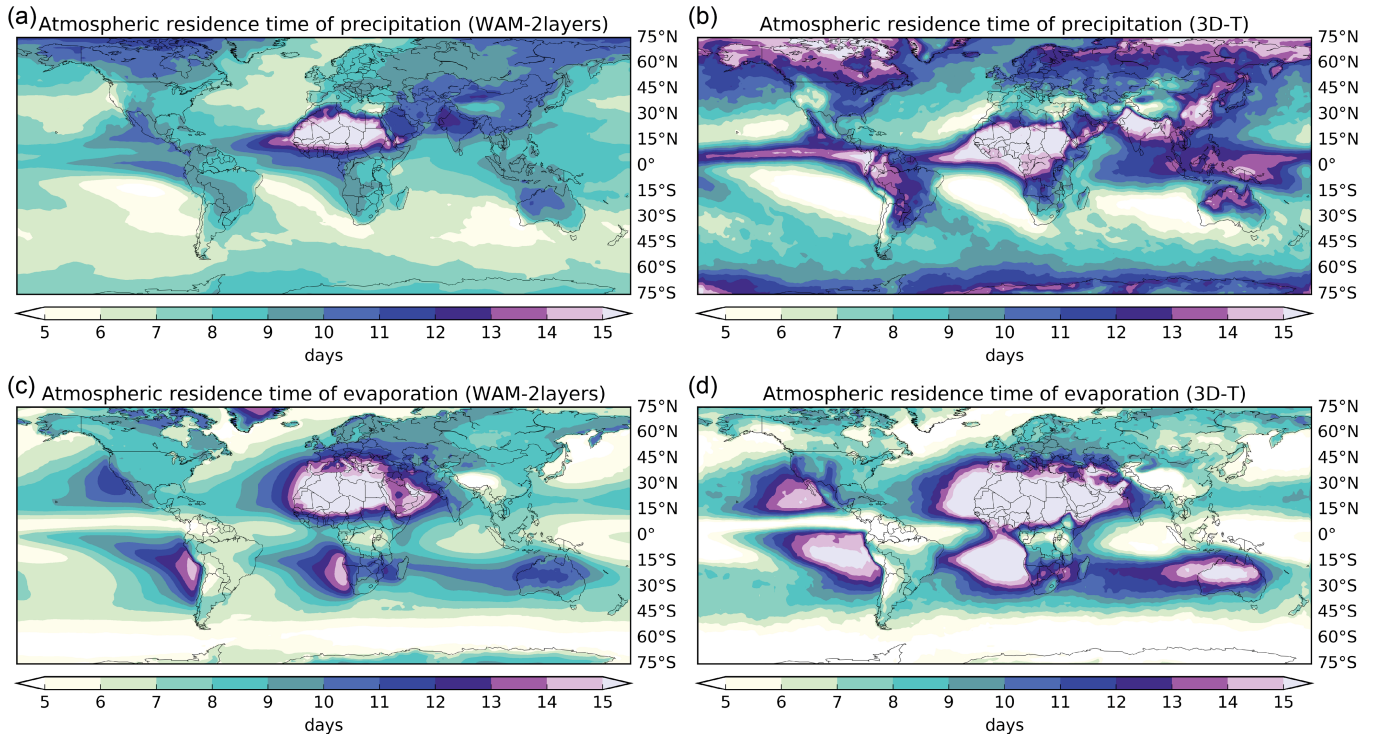 (a) Atmospheric residence time of precipitation (WAM-2layers)
75°N
60°N
45°N
30°N
15°N
0°
15°S
30°S
45°S
60°S
75°S
5 6 7 8 9 10 11 12 13 14 15
days
(b) Atmospheric residence time of precipitation (3D-T)
75°N
60°N
45°N
30°N
15°N
0°
15°S
30°S
45°S
60°S
75°S
5 6 7 8 9 10 11 12 13 14 15
days
(c) Atmospheric residence time of evaporation (WAM-2layers)
75°N
60°N
45°N
30°N
15°N
0°
15°S
30°S
45°S
60°S
75°S
5 6 7 8 9 10 11 12 13 14 15
days
(d) Atmospheric residence time of evaporation (3D-T)
75°N
60°N
45°N
30°N
15°N
0°
15°S
30°S
45°S
60°S
75°S
5 6 7 8 9 10 11 12 13 14 15
days